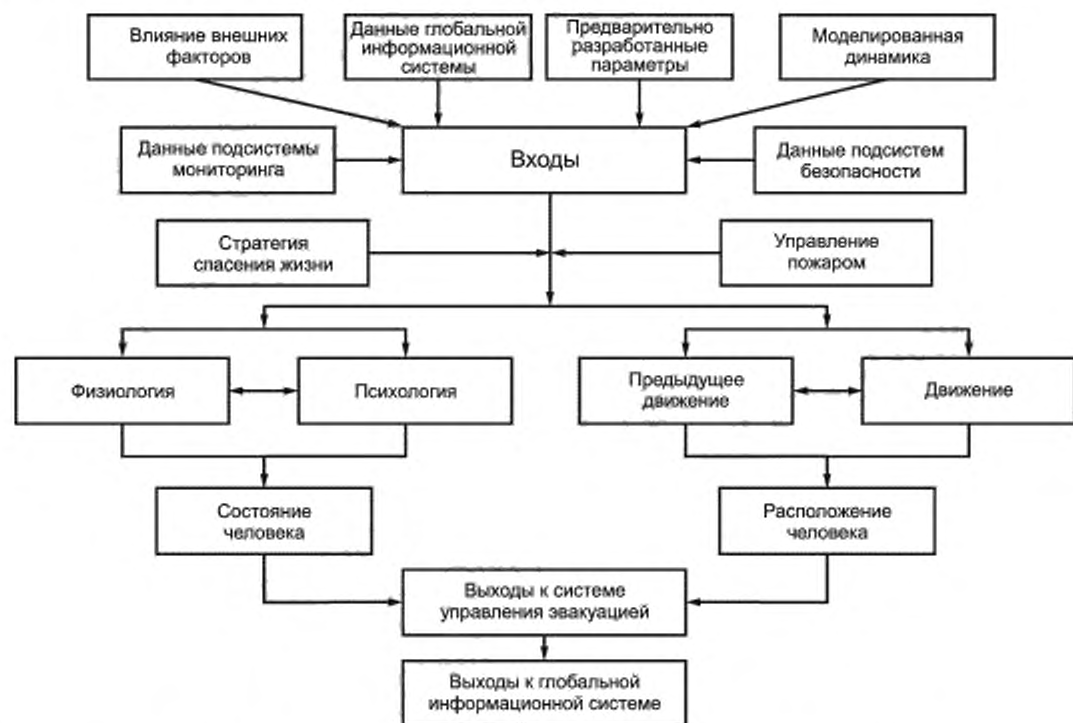 Влияние внешних
факторов
Данные глобальной
информационной
системы
Предварительно
разработанные
параметры
Моделированная
динамика
Данные подсистемы
мониторинга
Входы
Данные подсистем
безопасности
Стратегия
спасения жизни
Управление
пожаром
Физиология
Психология
Предыдущее
движение
Движение
Состояние
человека
Расположение
человека
Выходы к системе
управления эвакуацией
Выходы к глобальной
информационной системе